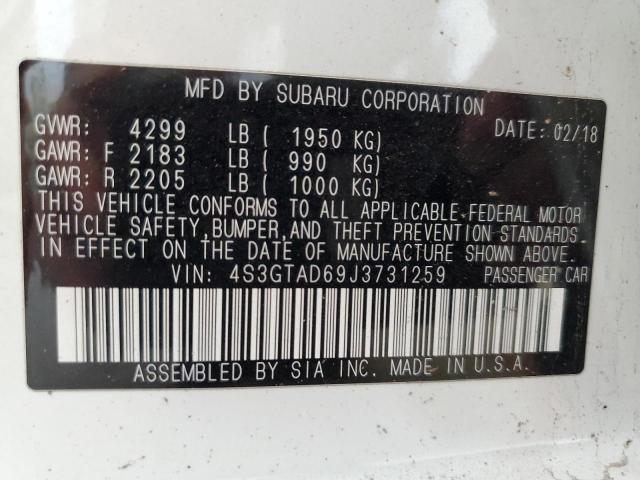 MFD BY SUBARU CORPORATION
GVWR: 4299 LB ( 1950 KG) DATE: 02/18
GAWR: F 2183 LB ( 990 KG)
GAWR: R 2205 LB ( 1000 KG)
THIS VEHICLE CONFORMS TO ALL APPLICABLE FEDERAL MOTOR
VEHICLE SAFETY, BUMPER, AND THEFT PREVENTION STANDARDS
IN EFFECT ON THE DATE OF MANUFACTURE SHOWN ABOVE.
VIN: 4S3GTAD69J3731259 PASSENGER CAR
ASSEMBLED BY SIA INC. MADE IN U.S.A.